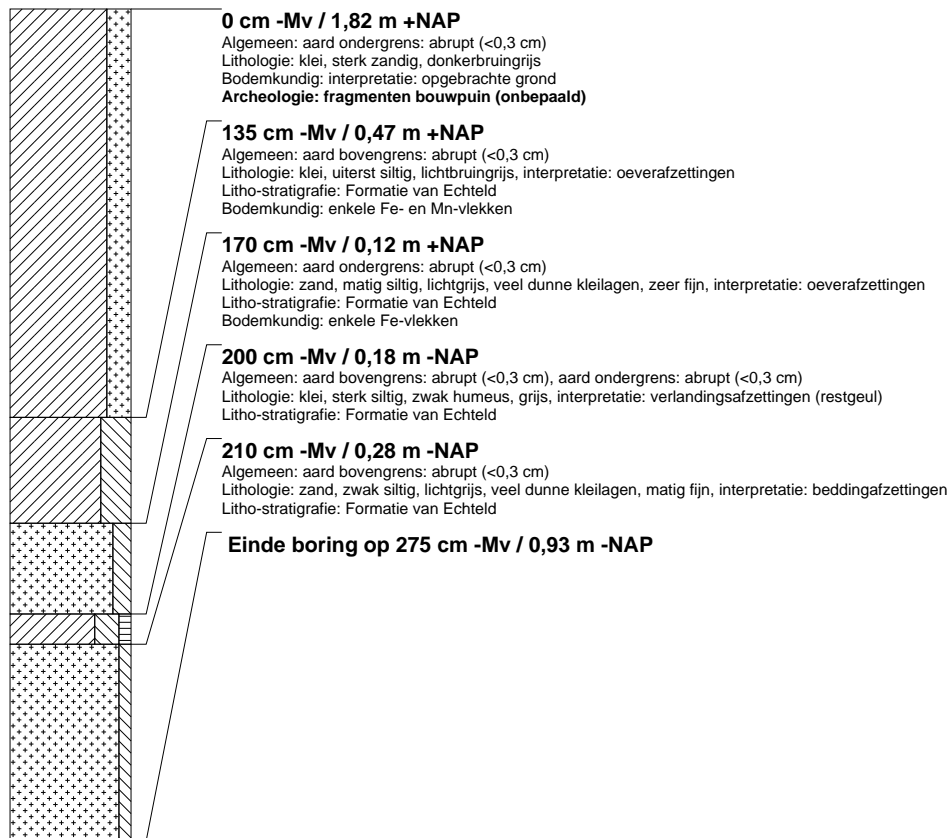 0 cm -Mv / 1,82 m +NAP
Algemeen: aard ondergrens: abrupt (<0,3 cm)
Lithologie: klei, sterk zandig, donkerbruingrijs
Bodemkundig: interpretatie: opgebrachte grond
Archeologie: fragmenten bouwpuin (onbepaald)
135 cm -Mv / 0,47 m +NAP
Algemeen: aard bovengrens: abrupt (<0,3 cm)
Lithologie: klei, uiterst siltig, lichtbruingrijs, interpretatie: oeverafzettingen
Litho-stratigrafie: Formatie van Echteld
Bodemkundig: enkele Fe- en Mn-vlekken
170 cm -Mv / 0,12 m +NAP
Algemeen: aard ondergrens: abrupt (<0,3 cm)
Lithologie: zand, matig siltig, lichtgrijs, veel dunne kleilagen, zeer fijn, interpretatie: oeverafzettingen
Litho-stratigrafie: Formatie van Echteld
Bodemkundig: enkele Fe-vlekken
200 cm -Mv / 0,18 m -NAP
Algemeen: aard bovengrens: abrupt (<0,3 cm), aard ondergrens: abrupt (<0,3 cm)
Lithologie: klei, sterk siltig, zwak humeus, grijs, interpretatie: verlandingsafzettingen (restgeul)
Litho-stratigrafie: Formatie van Echteld
210 cm -Mv / 0,28 m -NAP
Algemeen: aard bovengrens: abrupt (<0,3 cm)
Lithologie: zand, zwak siltig, lichtgrijs, veel dunne kleilagen, matig fijn, interpretatie: beddingafzettingen
Litho-stratigrafie: Formatie van Echteld
Einde boring op 275 cm -Mv / 0,93 m -NAP